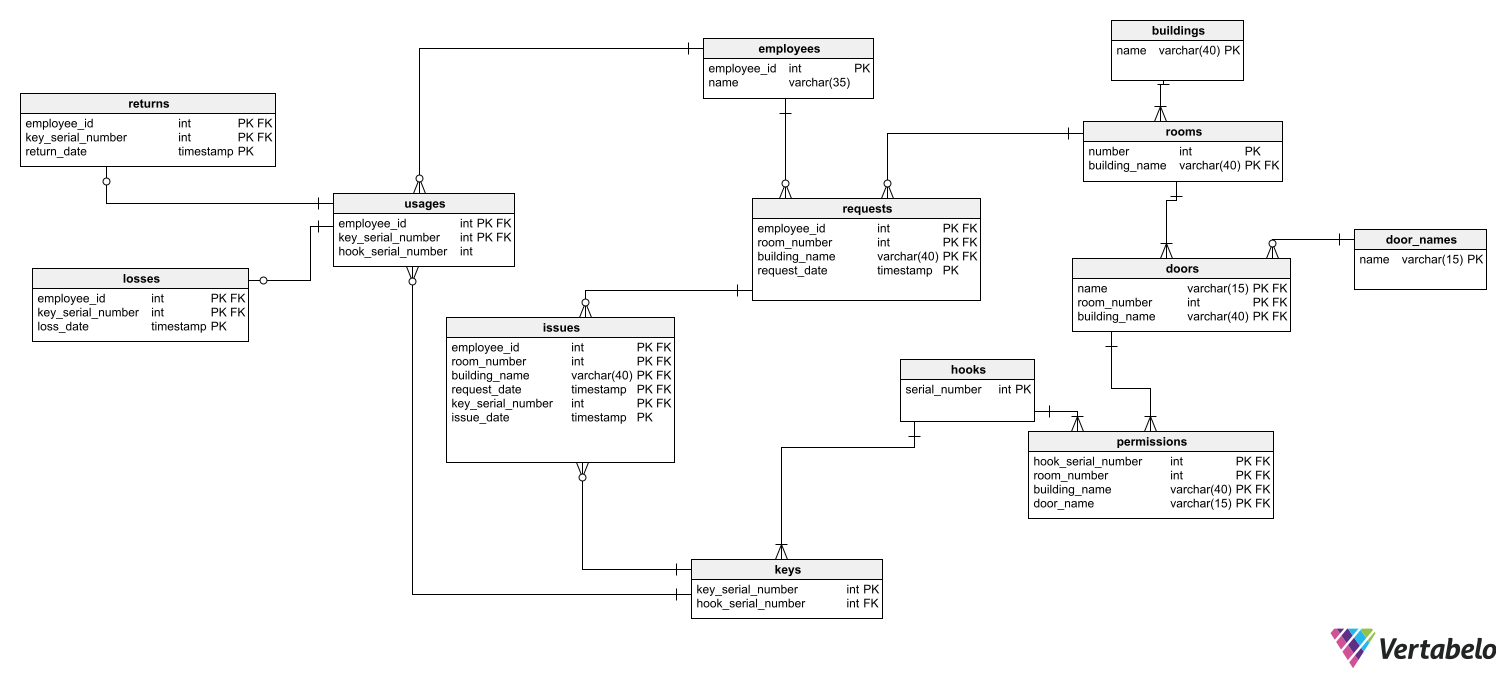 buildings
name varchar(40) PK
employees
employee_id int PK
name varchar(35)
returns
employee_id int PK FK
key_serial_number int PK FK
return_date timestamp PK
rooms
number int PK
building_name varchar(40) PK FK
usages
employee_id int PK FK
key_serial_number int PK FK
hook_serial_number int
requests
employee_id int PK FK
room_number int PK FK
building_name varchar(40) PK FK
request_date timestamp PK
door_names
name varchar(15) PK
losses
employee_id int PK FK
key_serial_number int PK FK
loss_date timestamp PK
doors
name varchar(15) PK FK
room_number int PK FK
building_name varchar(40) PK FK
issues
employee_id int PK FK
room_number int PK FK
building_name varchar(40) PK FK
request_date timestamp PK FK
key_serial_number int PK FK
issue_date timestamp PK
hooks
serial_number int PK
permissions
hook_serial_number int PK FK
room_number int PK FK
building_name varchar(40) PK FK
door_name varchar(15) PK FK
keys
key_serial_number int PK
hook_serial_number int FK
Vertabelo